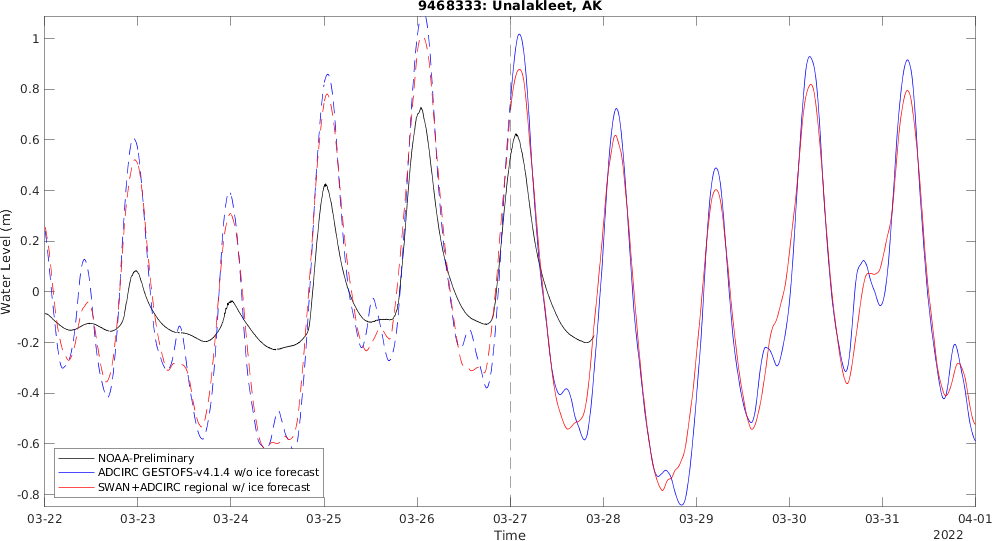 9468333: Unalakleet, AK
Water Level (m)
1
0.8
0.6
0.4
0.2
0
-0.2
-0.4
-0.6
-0.8
NOAA-Preliminary
ADCIRC GESTOFS-v4.1.4 w/o ice forecast
SWAN+ADCIRC regional w/ ice forecast
03-22 03-23 03-24 03-25 03-26 03-27 03-28 03-29 03-30 03-31 04-01
Time
2022